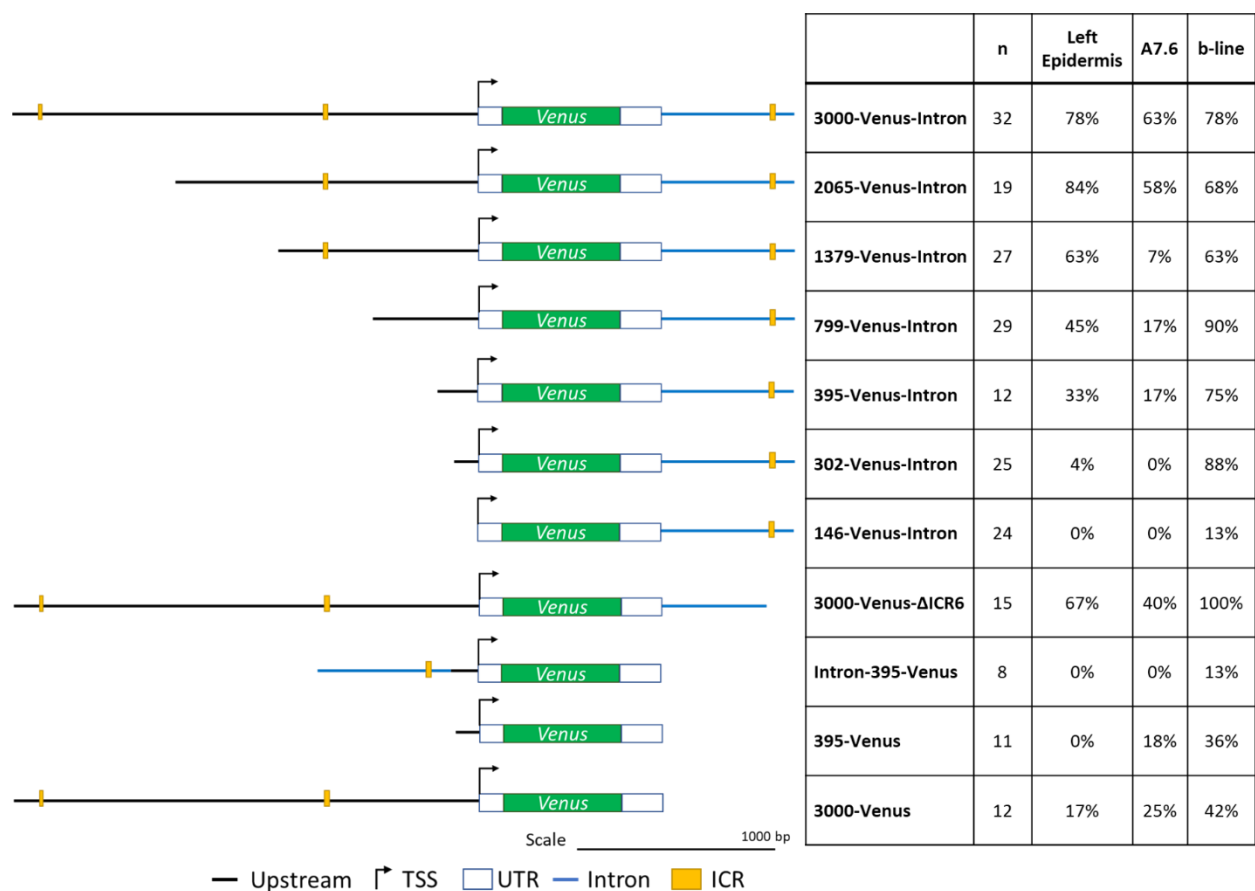 n Left Epidermis A7.6 b-line
Venus 3000-Venus-Intron 32 78% 63% 78%
Venus 2065-Venus-Intron 19 84% 58% 68%
Venus 1379-Venus-Intron 27 63% 7% 63%
Venus 799-Venus-Intron 29 45% 17% 90%
Venus 395-Venus-Intron 12 33% 17% 75%
Venus 302-Venus-Intron 25 4% 0% 88%
Venus 146-Venus-Intron 24 0% 0% 13%
Venus 3000-Venus-ΔICR6 15 67% 40% 100%
Venus Intron-395-Venus 8 0% 0% 13%
Venus 395-Venus 11 0% 18% 36%
Venus 3000-Venus 12 17% 25% 42%
Scale 1000 bp
Upstream TSS UTR Intron ICR